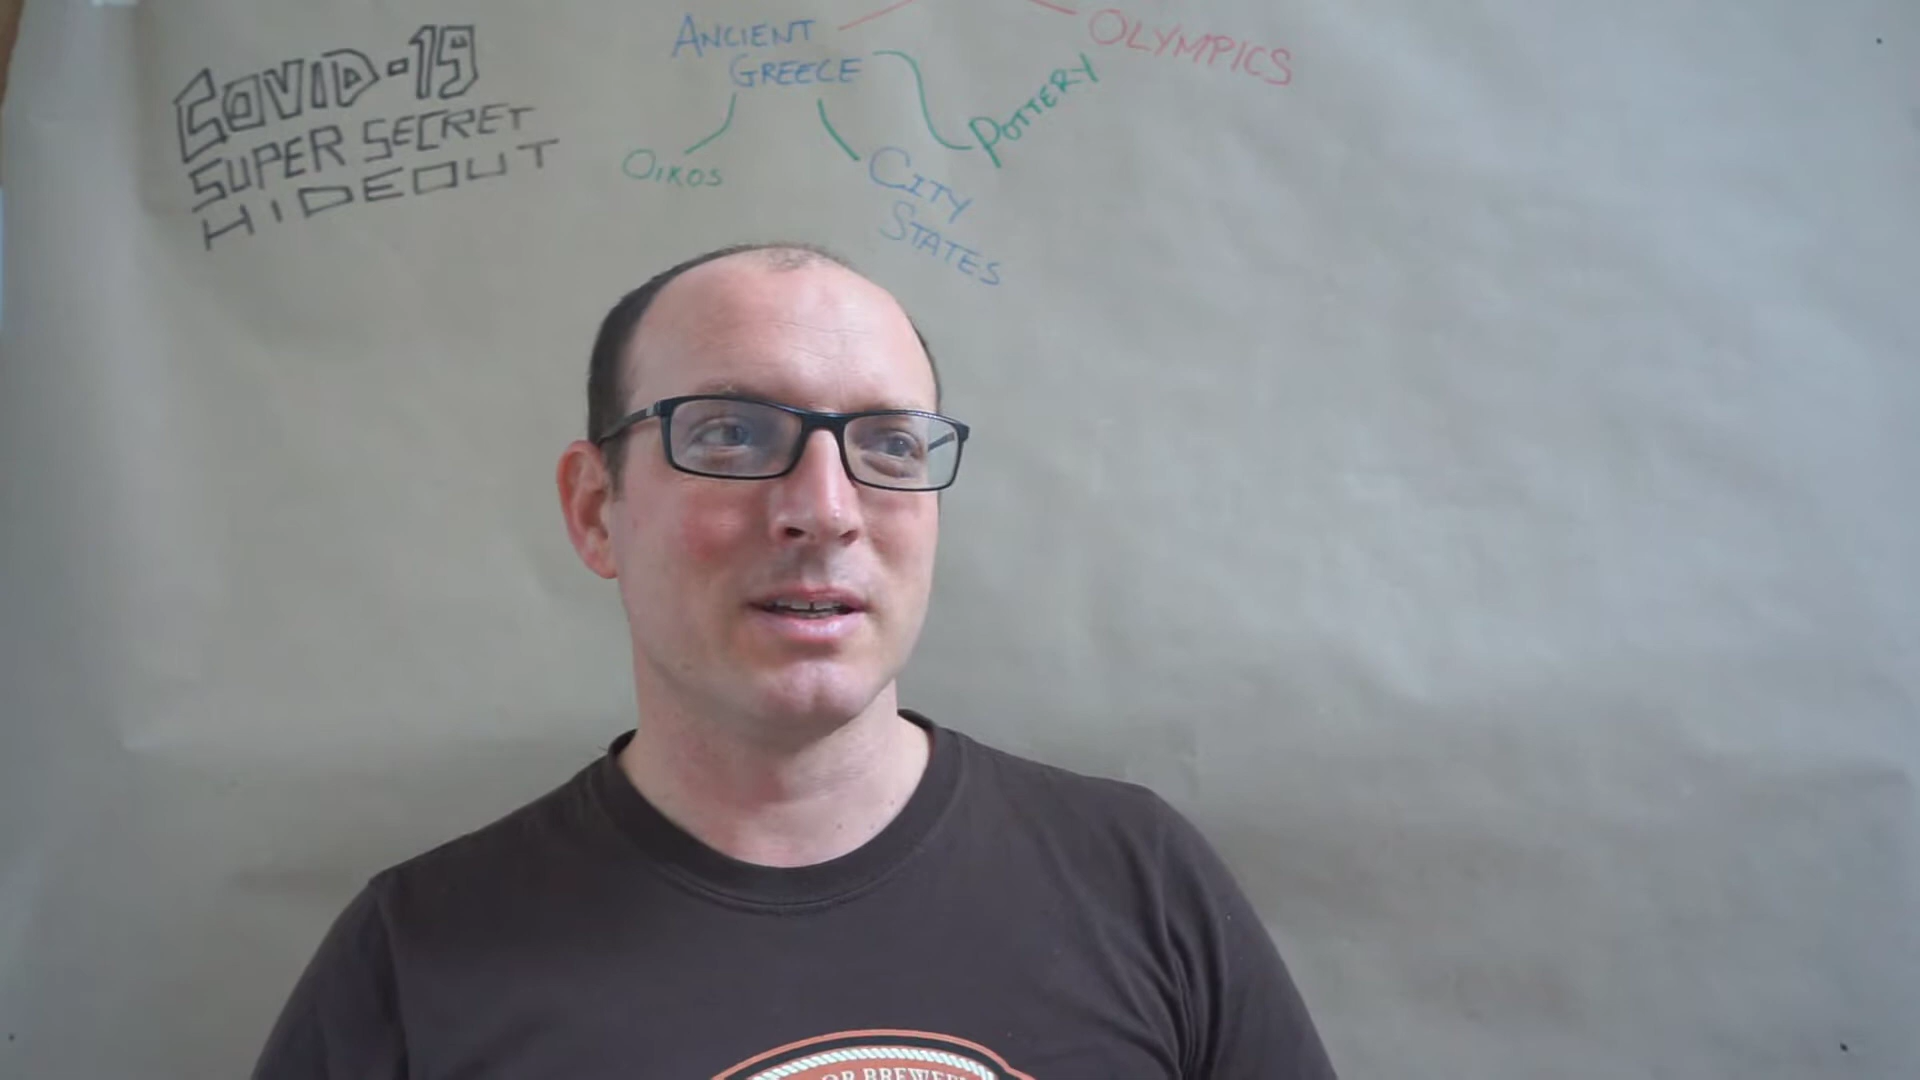 COVID-19
SUPER SECRET
HIDEOUT
ANCIENT
GREECE
OLYMPICS
POTTERY
OIKOS
CITY
STATES